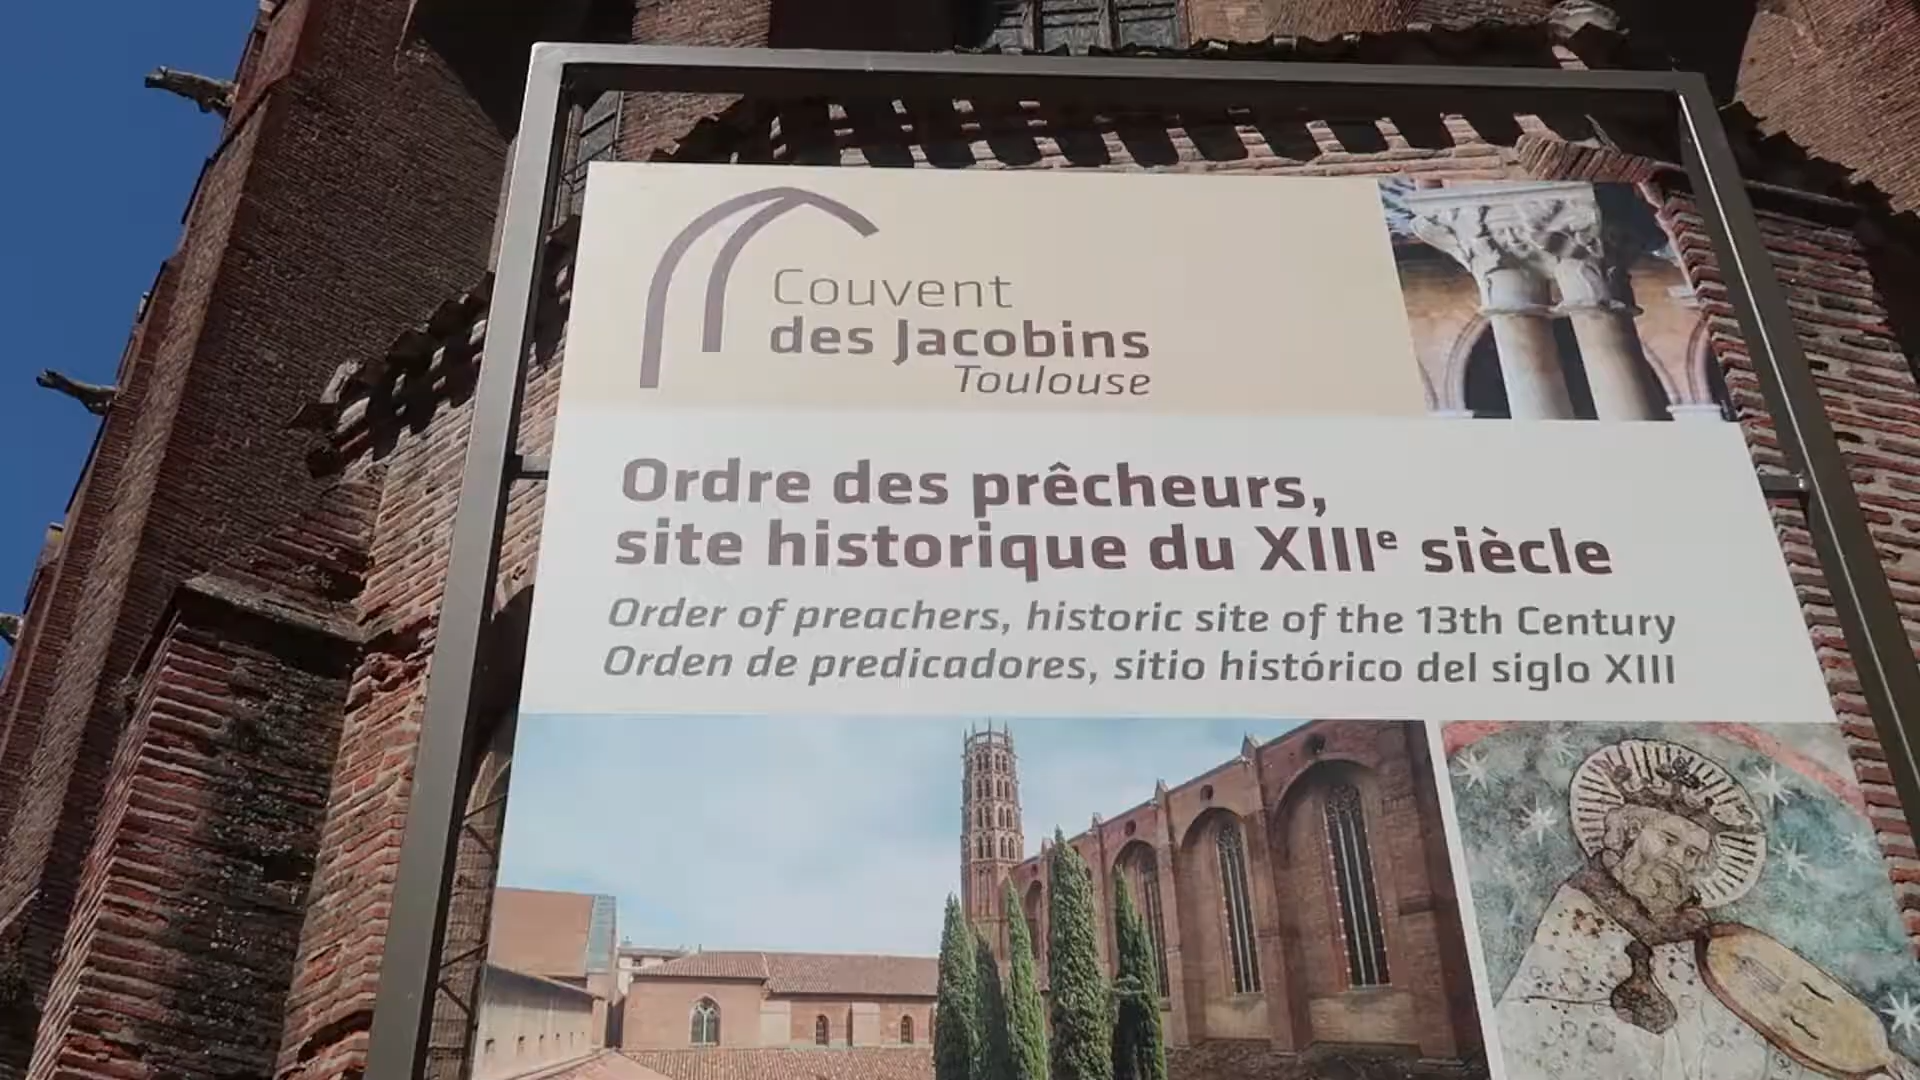 Couvent
des Jacobins
Toulouse
Ordre des prêcheurs,
site historique du XIIIe siècle
Order of preachers, historic site of the 13th Century
Orden de predicadores, sitio histórico del siglo XIII